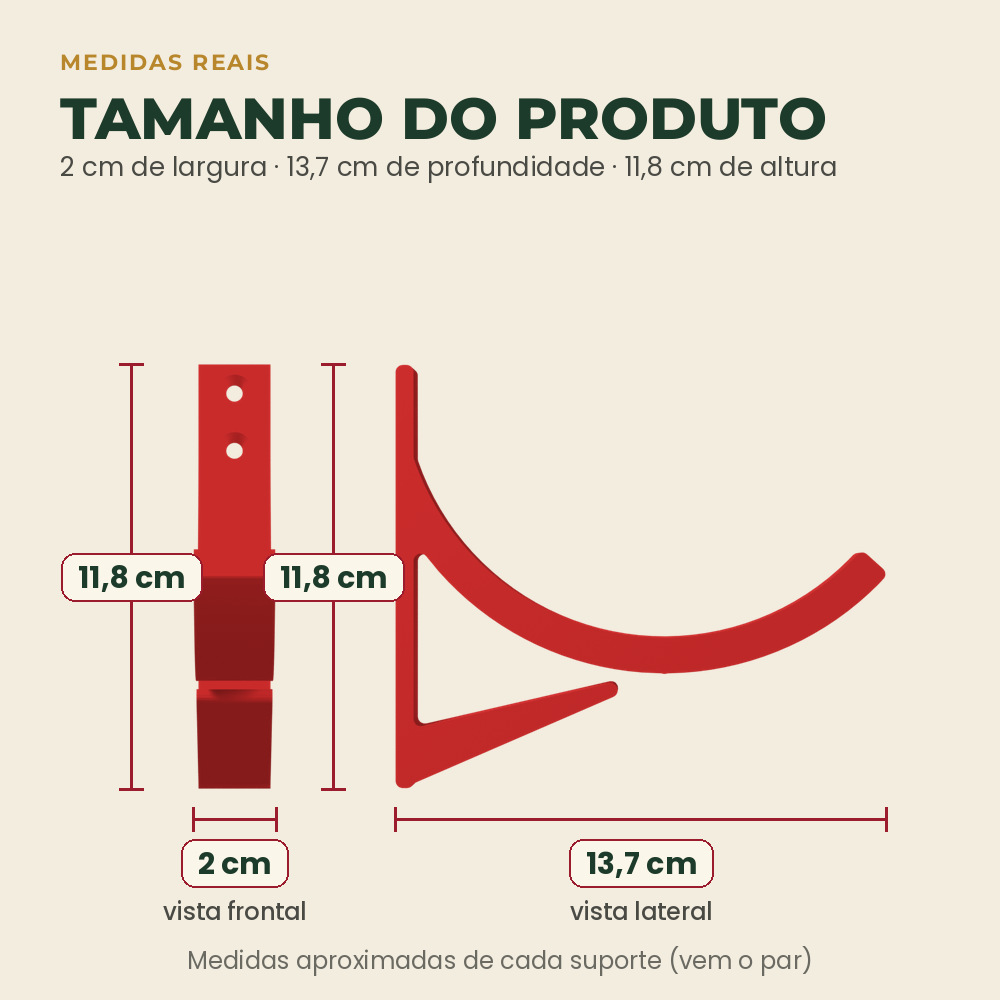 MEDIDAS REAIS
TAMANHO DO PRODUTO
2 cm de largura · 13,7 cm de profundidade · 11,8 cm de altura
11,8 cm
11,8 cm
2 cm
13,7 cm
vista frontal
vista lateral
Medidas aproximadas de cada suporte (vem o par)